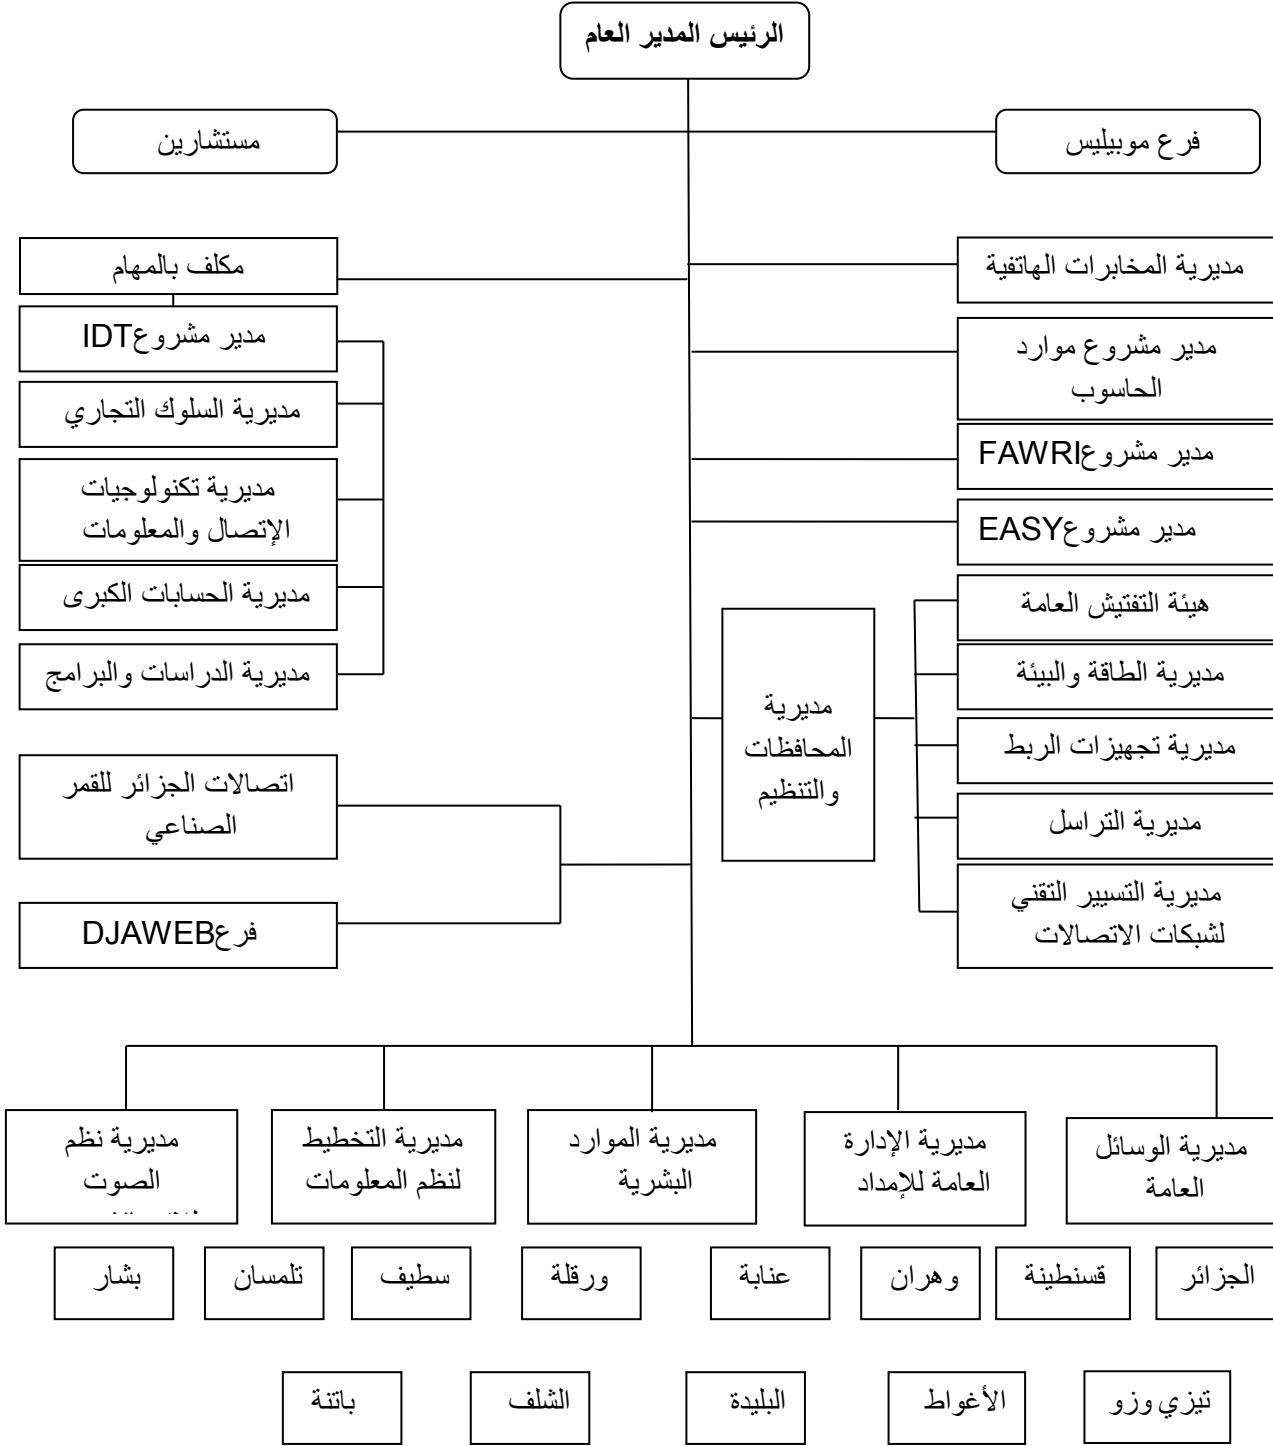 الرئيس المدير العام
فرع موبيليس
مستشارين
مديرية المخابرات الهاتفية
مكلف بالمهام
مدير مشروع موارد
الحاسوب
مدير مشروعIDT
مديرية السلوك التجاري
مدير مشروعFAWRI
مديرية تكنولوجيات
الإتصال والمعلومات
مدير مشروعEASY
هيئة التفتيش العامة
مديرية الحسابات الكبرى
مديرية الطاقة والبيئة
مديرية الدراسات والبرامج
مديرية
المحافظات
والتنظيم
مديرية تجهيزات الربط
اتصالات الجزائر للقمر
الصناعي
مديرية التراسل
مديرية التسيير التقني
لشبكات الاتصالات
فرعDJAWEB
مديرية الوسائل
العامة
مديرية الإدارة
العامة للإمداد
مديرية الموارد
البشرية
مديرية التخطيط
لنظم المعلومات
مديرية نظم
الصوت
الجزائر
قسنطينة
وهران
عنابة
ورقلة
سطيف
تلمسان
بشار
تيزي وزو
الأغواط
البليدة
الشلف
باتنة